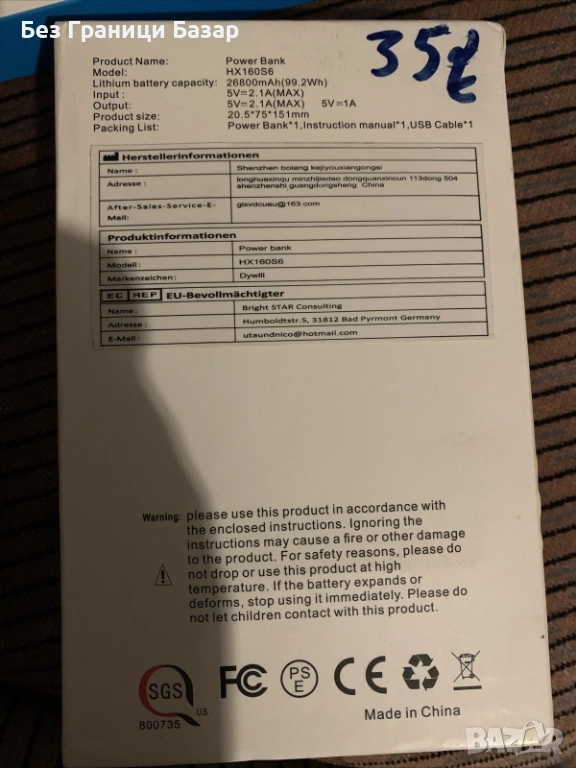 Без Граници Базар
35£
Product Name: Power Bank
Model: HX160S6
Lithium battery capacity: 26800mAh(99.2Wh)
Input : 5V⎓2.1A(MAX)
Output: 5V⎓2.1A(MAX) 5V⎓1A
Product size: 20.5*75*151mm
Packing List: Power Bank*1,Instruction manual*1,USB Cable*1
Herstellerinformationen
Name : Shenzhen bolang kejiyouxiangongsi
Adresse : longhuaxinqu minzhijiedao dongquanxincun 113dong 504
shenzhenshi guangdongsheng China
After-Sales-Service-E-
Mail: glxvdoueu@163.com
Produktinformationen
Name : Power bank
Modell: HX160S6
Markenzeichen: Dywill
EC REP EU-Bevollmächtigter
Name: Bright STAR Consulting
Adresse : Humboldtstr.5, 31812 Bad Pyrmont Germany
E-Mail: utaundnico@hotmail.com
Warning: please use this product in accordance with
the enclosed instructions. Ignoring the
instructions may cause a fire or other damage
to the product. For safety reasons, please do
not drop or use this product at high
temperature. If the battery expands or
deforms, stop using it immediately. Please do
not let children contact with this product.
SGS US FC PS E CE
800735
Made in China
BAZAR